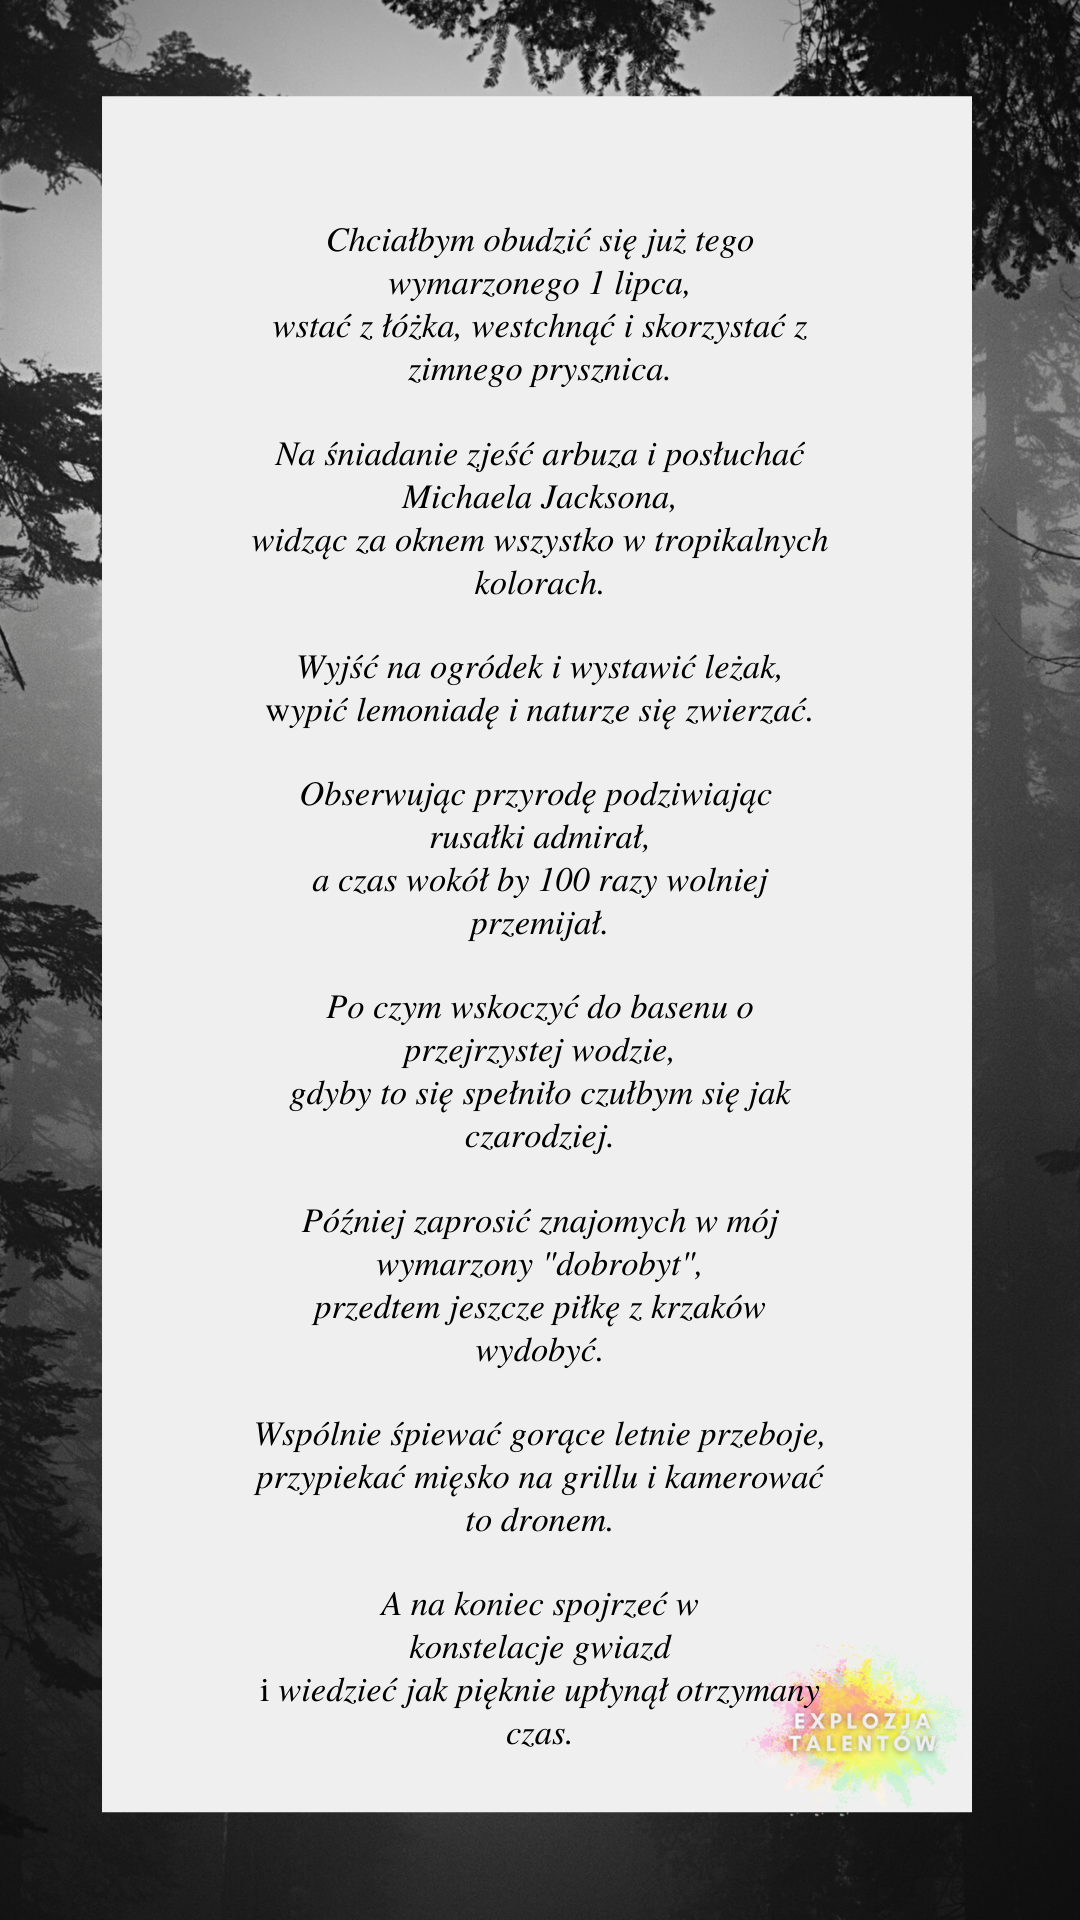 Chciałbym obudzić się już tego
wymarzonego 1 lipca,
wstać z łóżka, westchnąć i skorzystać z
zimnego prysznica.
Na śniadanie zjeść arbuza i posłuchać
Michaela Jacksona,
widząc za oknem wszystko w tropikalnych
kolorach.
Wyjść na ogródek i wystawić leżak,
wypić lemoniadę i naturze się zwierzać.
Obserwując przyrodę podziwiając
rusałki admirał,
a czas wokół by 100 razy wolniej
przemijał.
Po czym wskoczyć do basenu o
przejrzystej wodzie,
gdyby to się spełniło czułbym się jak
czarodziej.
Później zaprosić znajomych w mój
wymarzony "dobrobyt",
przedtem jeszcze piłkę z krzaków
wydobyć.
Wspólnie śpiewać gorące letnie przeboje,
przypiekać mięsko na grillu i kamerować
to dronem.
A na koniec spojrzeć w
konstelacje gwiazd
i wiedzieć jak pięknie upłynął otrzymany
czas.
EXPLOZJA
TALENTÓW